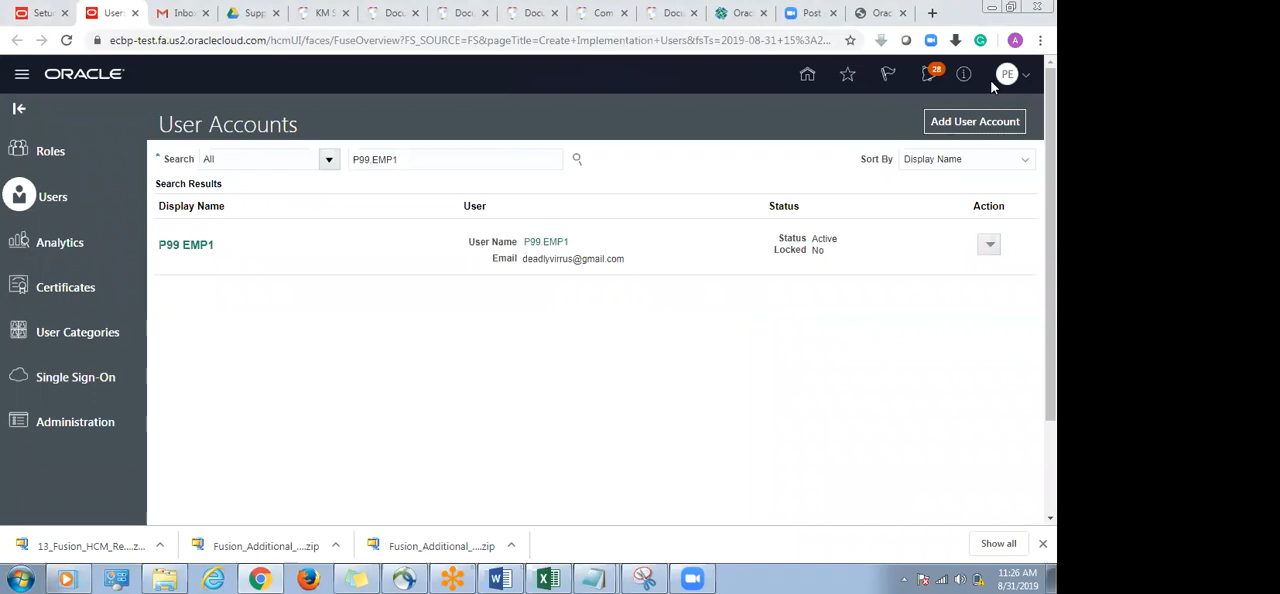 Setu
Users
Inbo
Supp
KM S
Docu
Docu
Docu
Com
Docu
Orac
Post
Orac
ecbp-test.fa.us2.oraclecloud.com/hcmUI/faces/FuseOverview?FS_SOURCE=FS&pageTitle=Create+Implementation+Users&fsTs=2019-08-31+15%3A2...
A
ORACLE
28
PE
User Accounts
Add User Account
Roles
Users
Analytics
Certificates
User Categories
Single Sign-On
Administration
* Search All P99.EMP1
Sort By Display Name
Search Results
Display Name User Status Action
P99 EMP1
User Name P99.EMP1
Email deadlyvirrus@gmail.com
Status Active
Locked No
13_Fusion_HCM_Re....z...
Fusion_Additional_....zip
Fusion_Additional_....zip
Show all
11:26 AM
8/31/2019